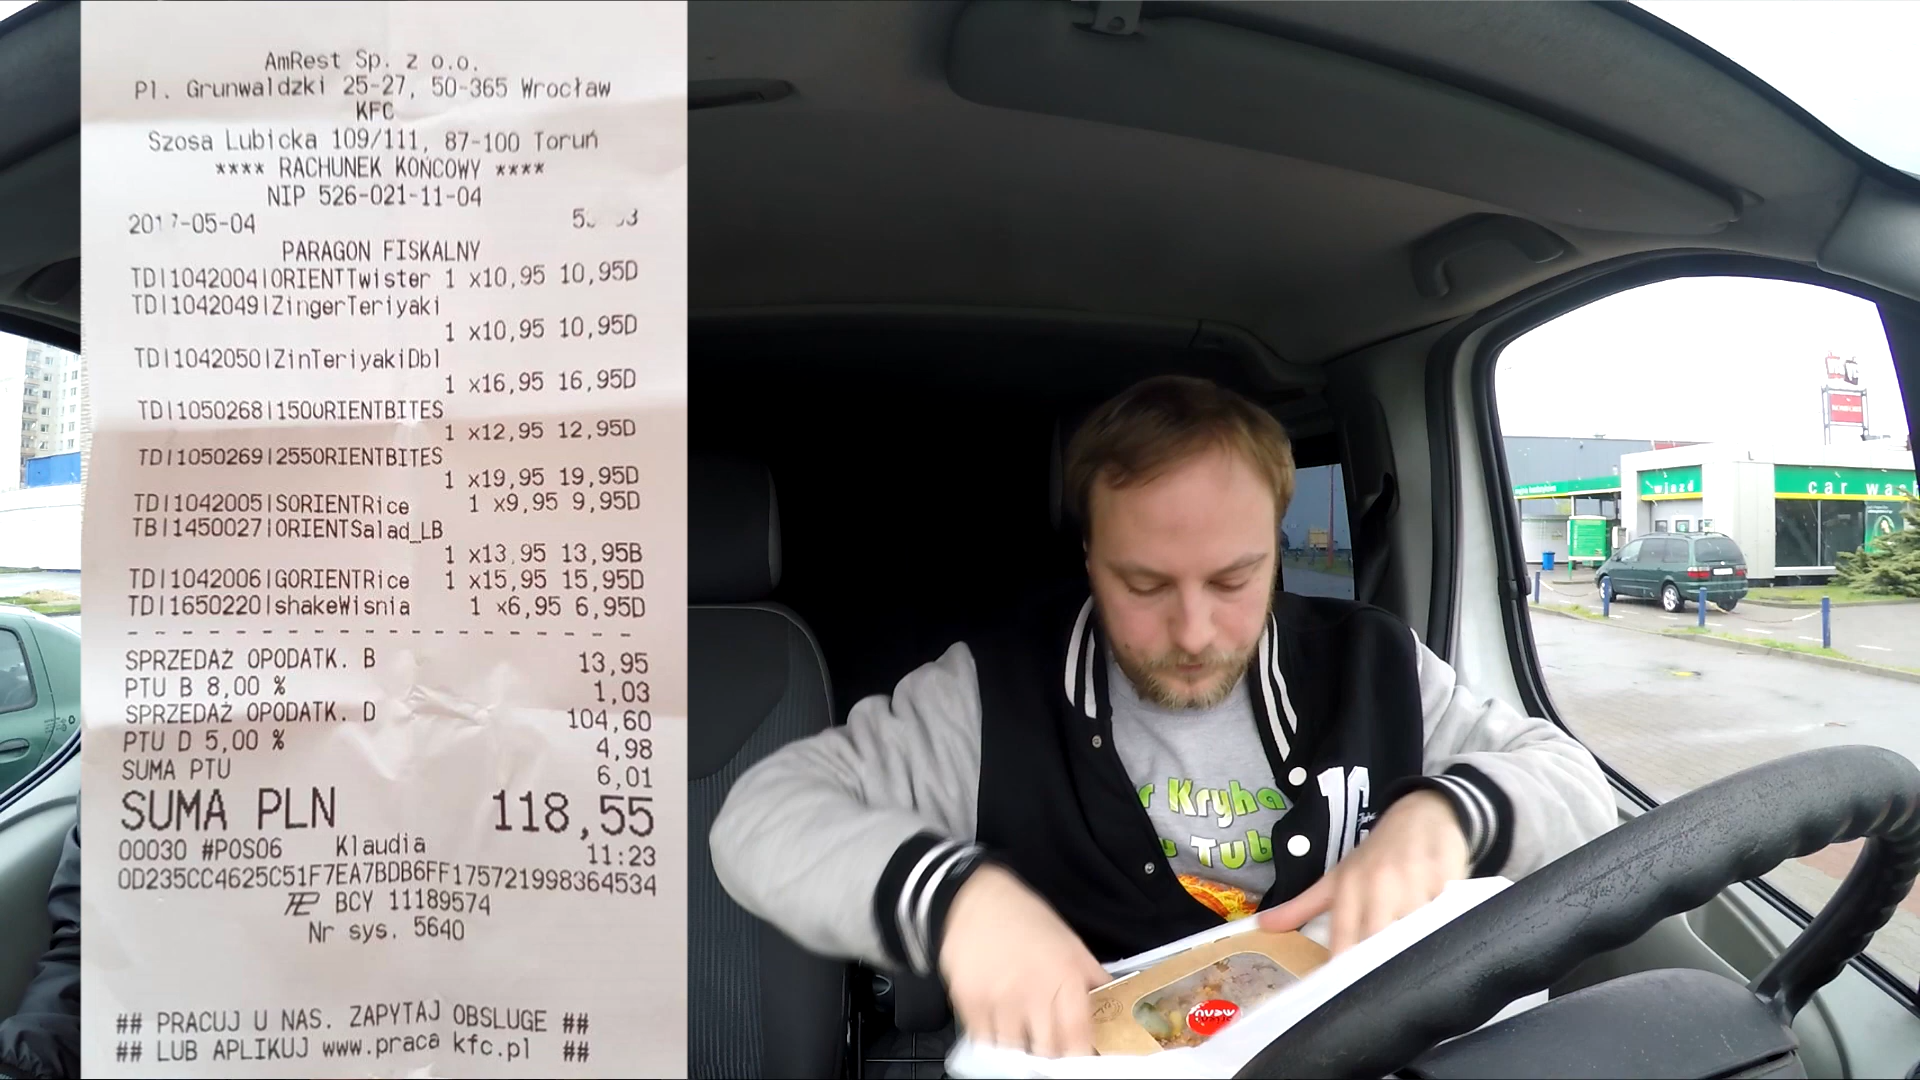 AmRest Sp. z o.o.
Pl. Grunwaldzki 25-27, 50-365 Wrocław
KFC
Szosa Lubicka 109/111, 87-100 Toruń
**** RACHUNEK KOŃCOWY ****
NIP 526-021-11-04
2017-05-04
PARAGON FISKALNY
TD|1042004|ORIENTTwister 1 x10,95 10,95D
TD|1042049|ZingerTeriyaki
1 x10,95 10,95D
TD|1042050|ZinTeriyakiDbl
1 x16,95 16,95D
TD|1050268|150ORIENTBITES
1 x12,95 12,95D
TD|1050269|255ORIENTBITES
1 x19,95 19,95D
TD|1042005|SORIENTRice 1 x9,95 9,95D
TB|1450027|ORIENTSalad_LB
1 x13,95 13,95B
TD|1042006|GORIENTRice 1 x15,95 15,95D
TD|1650220|shakeWisnia 1 x6,95 6,95D
SPRZEDAŻ OPODATK. B 13,95
PTU B 8,00 % 1,03
SPRZEDAŻ OPODATK. D 104,60
PTU D 5,00 % 4,98
SUMA PTU 6,01
SUMA PLN 118,55
00030 #POS06 Klaudia 11:23
0D235CC4625C51F7EA7BDB6FF175721998364534
BCY 11189574
Nr sys. 5640
## PRACUJ U NAS. ZAPYTAJ OBSLUGE ##
## LUB APLIKUJ www.praca kfc.pl ##
Kryha
Tub
16
wjazd
car wash